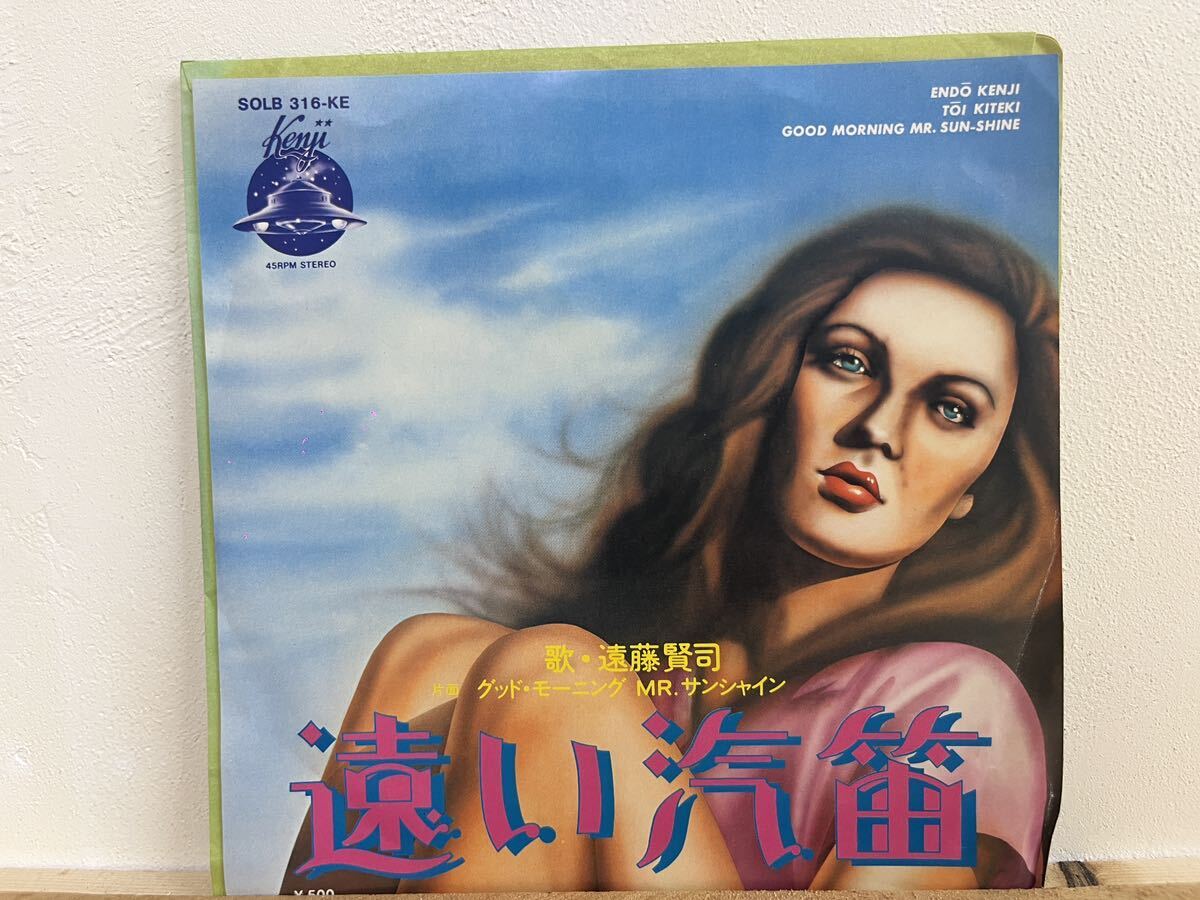 SOLB 316-KE
Kenji
45RPM STEREO
ENDŌ KENJI
TŌI KITEKI
GOOD MORNING MR. SUN-SHINE
歌・遠藤賢司
片面 グッド・モーニング MR.サンシャイン
遠い汽笛
¥500